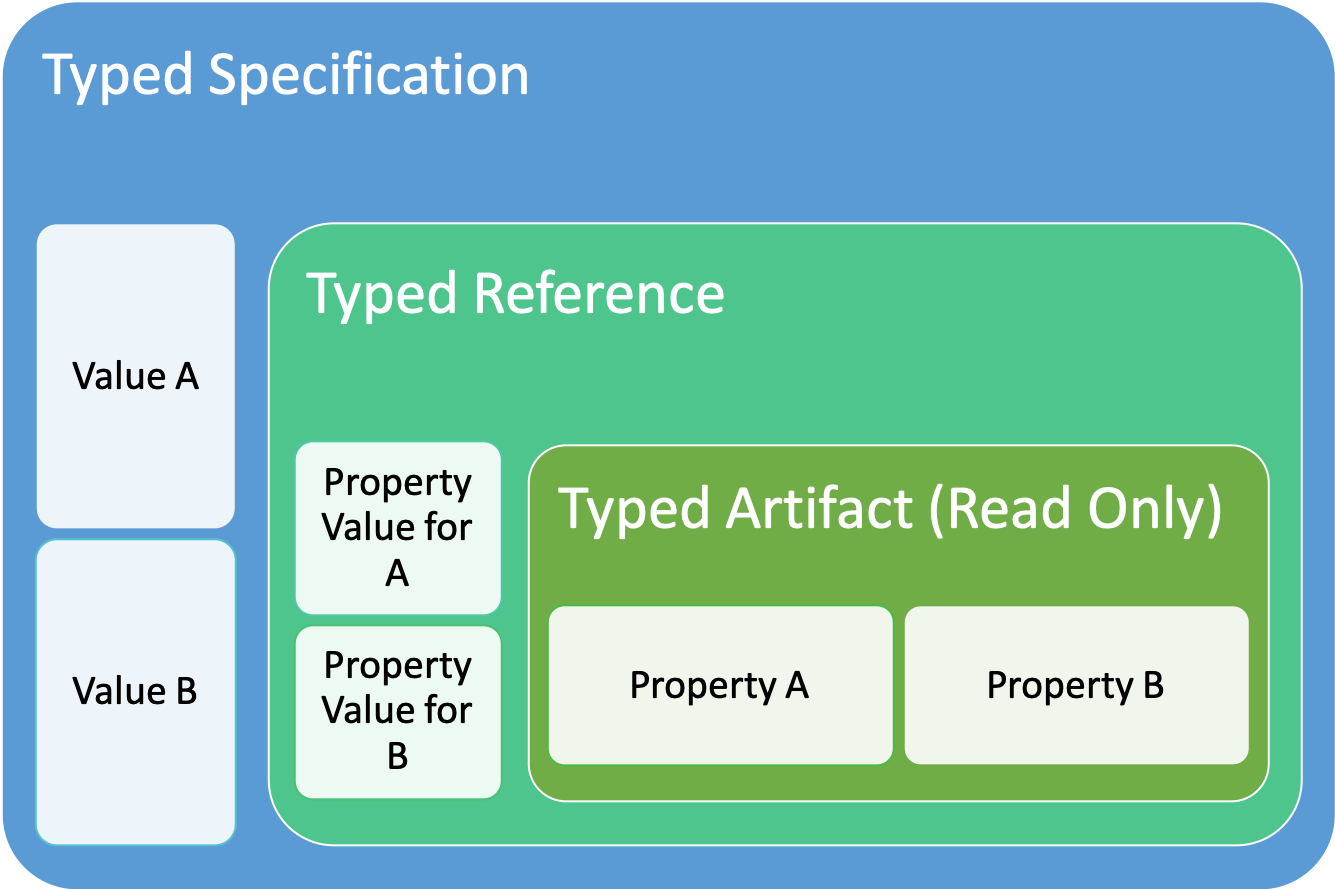 Typed Specification
Value A
Value B
Typed Reference
Property
Value for
A
Property
Value for
B
Typed Artifact (Read Only)
Property A
Property B